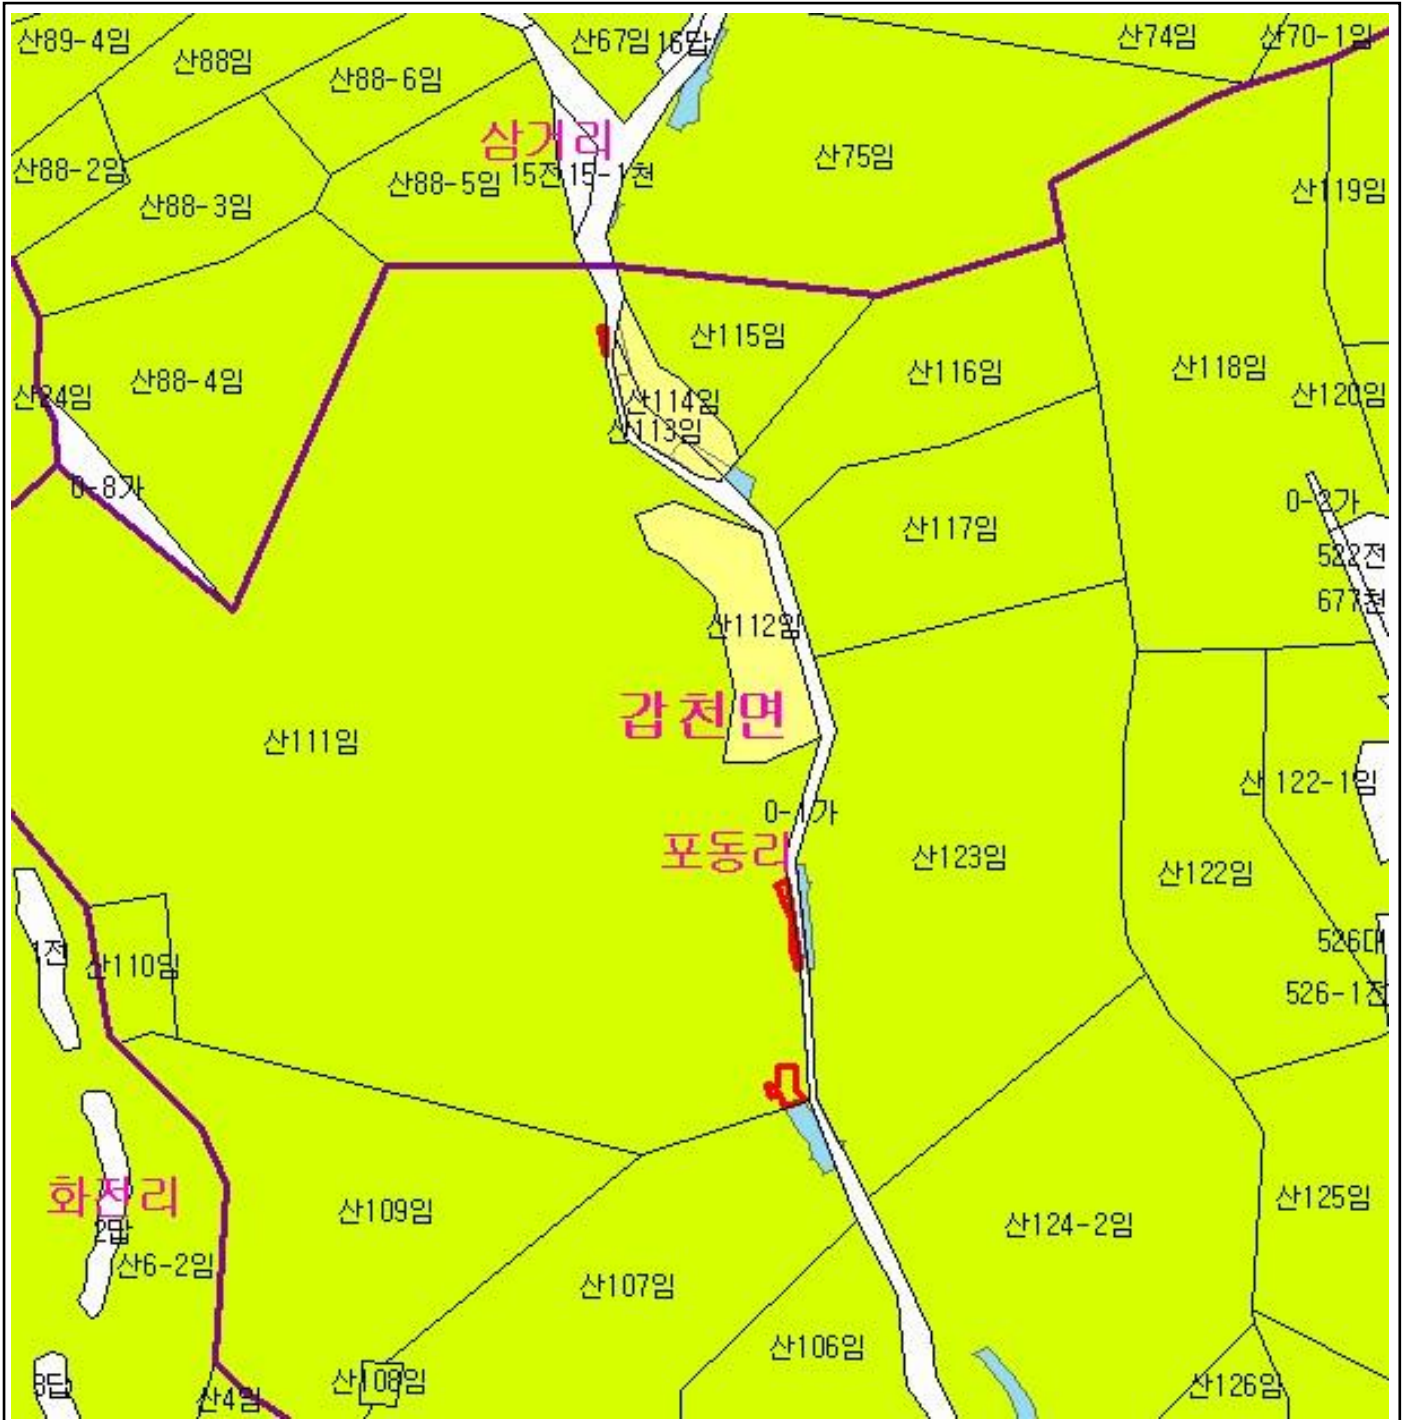 산89-4임
산88임
산88-6임
산67임
16답
산74임
산70-1임
삼거리
산88-2임
산88-3임
산88-5임
15전
15-1천
산75임
산119임
산24임
산88-4임
산115임
산114임
산113임
산116임
산118임
산120임
0-8가
0-2가
522전
677천
산117임
산112임
갑천면
산111임
0-1가
포동리
산123임
산122-1임
산122임
526대
526-1전
1전
산110임
화전리
2답
산6-2임
산109임
산107임
산124-2임
산125임
산106임
3답
산4임
산108임
산126임